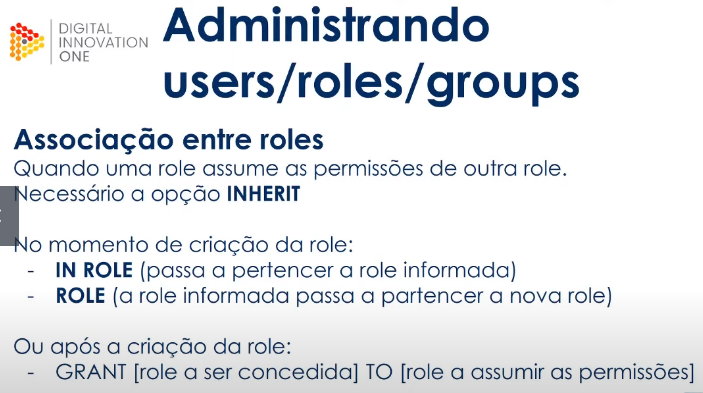 DIGITAL
INNOVATION
ONE
Administrando
users/roles/groups
Associação entre roles
Quando uma role assume as permissões de outra role.
Necessário a opção INHERIT
No momento de criação da role:
- IN ROLE (passa a pertencer a role informada)
- ROLE (a role informada passa a partencer a nova role)
Ou após a criação da role:
- GRANT [role a ser concedida] TO [role a assumir as permissões]